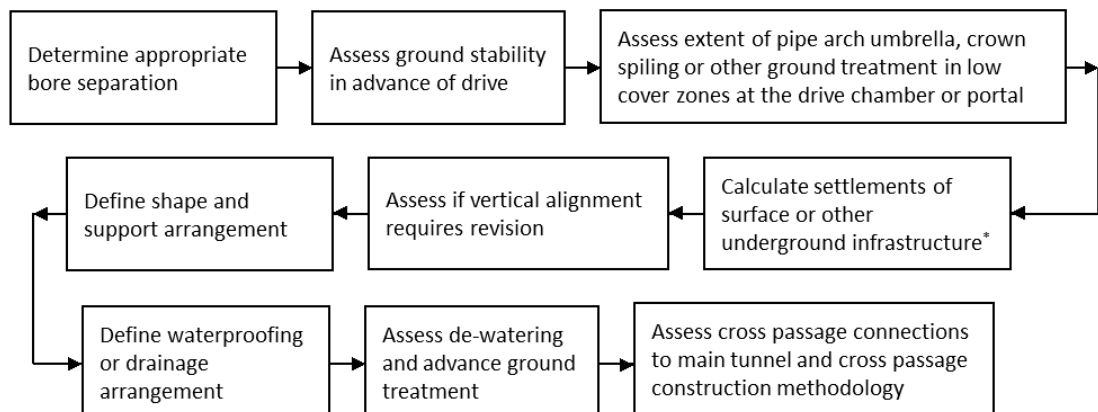 Determine appropriate
bore separation
Assess ground stability
in advance of drive
Assess extent of pipe arch umbrella, crown
spiling or other ground treatment in low
cover zones at the drive chamber or portal
Calculate settlements of
surface or other
underground infrastructure*
Assess if vertical alignment
requires revision
Define shape and
support arrangement
Define waterproofing
or drainage
arrangement
Assess de-watering
and advance ground
treatment
Assess cross passage connections
to main tunnel and cross passage
construction methodology